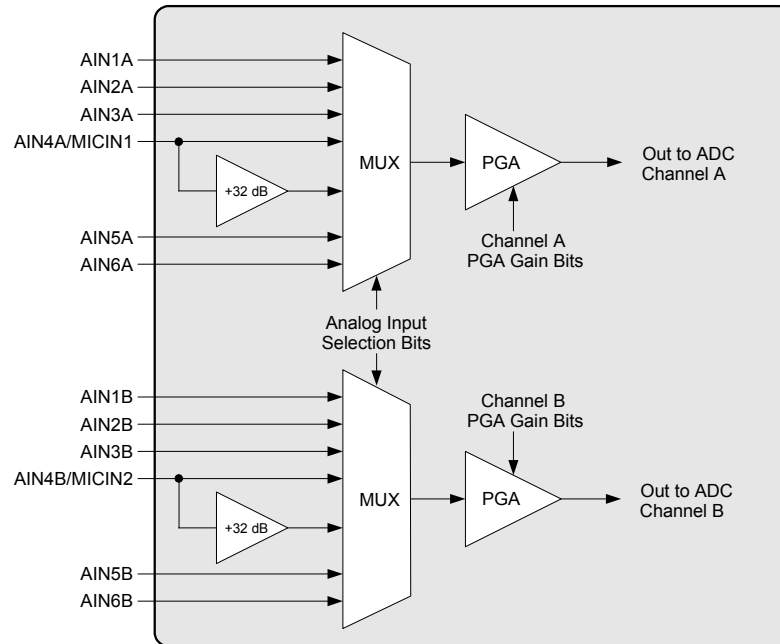 AIN1A
AIN2A
AIN3A
AIN4A/MICIN1
+32 dB
AIN5A
AIN6A
MUX
PGA
Out to ADC
Channel A
Channel A
PGA Gain Bits
Analog Input
Selection Bits
AIN1B
AIN2B
AIN3B
AIN4B/MICIN2
+32 dB
AIN5B
AIN6B
MUX
Channel B
PGA Gain Bits
PGA
Out to ADC
Channel B